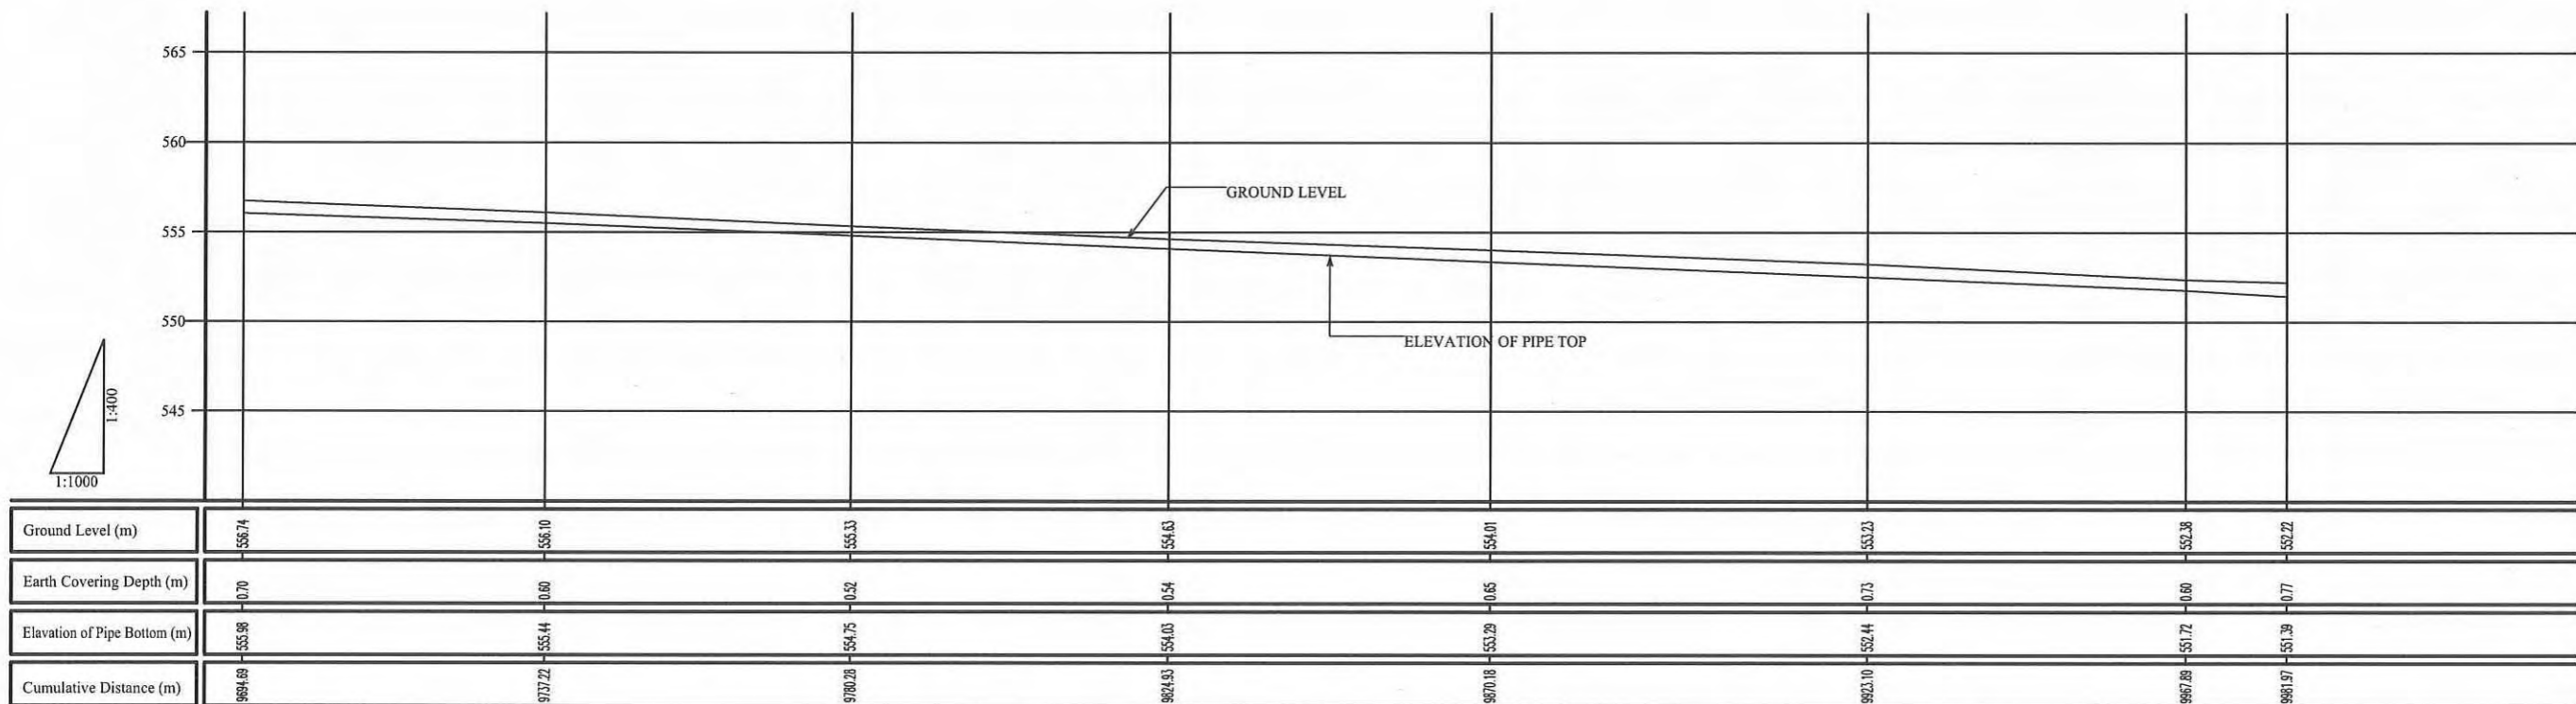 565
560
555
550
545
GROUND LEVEL
ELEVATION OF PIPE TOP
1:400
1:1000
Ground Level (m) 556.74 556.10 555.33 554.63 554.01 553.23 552.38 552.22
Earth Covering Depth (m) 0.70 0.60 0.52 0.54 0.65 0.73 0.60 0.77
Elavation of Pipe Bottom (m) 555.98 555.44 554.75 554.03 553.29 552.44 551.72 551.39
Cumulative Distance (m) 9694.69 9737.22 9780.28 9824.93 9870.18 9923.10 9967.89 9981.97